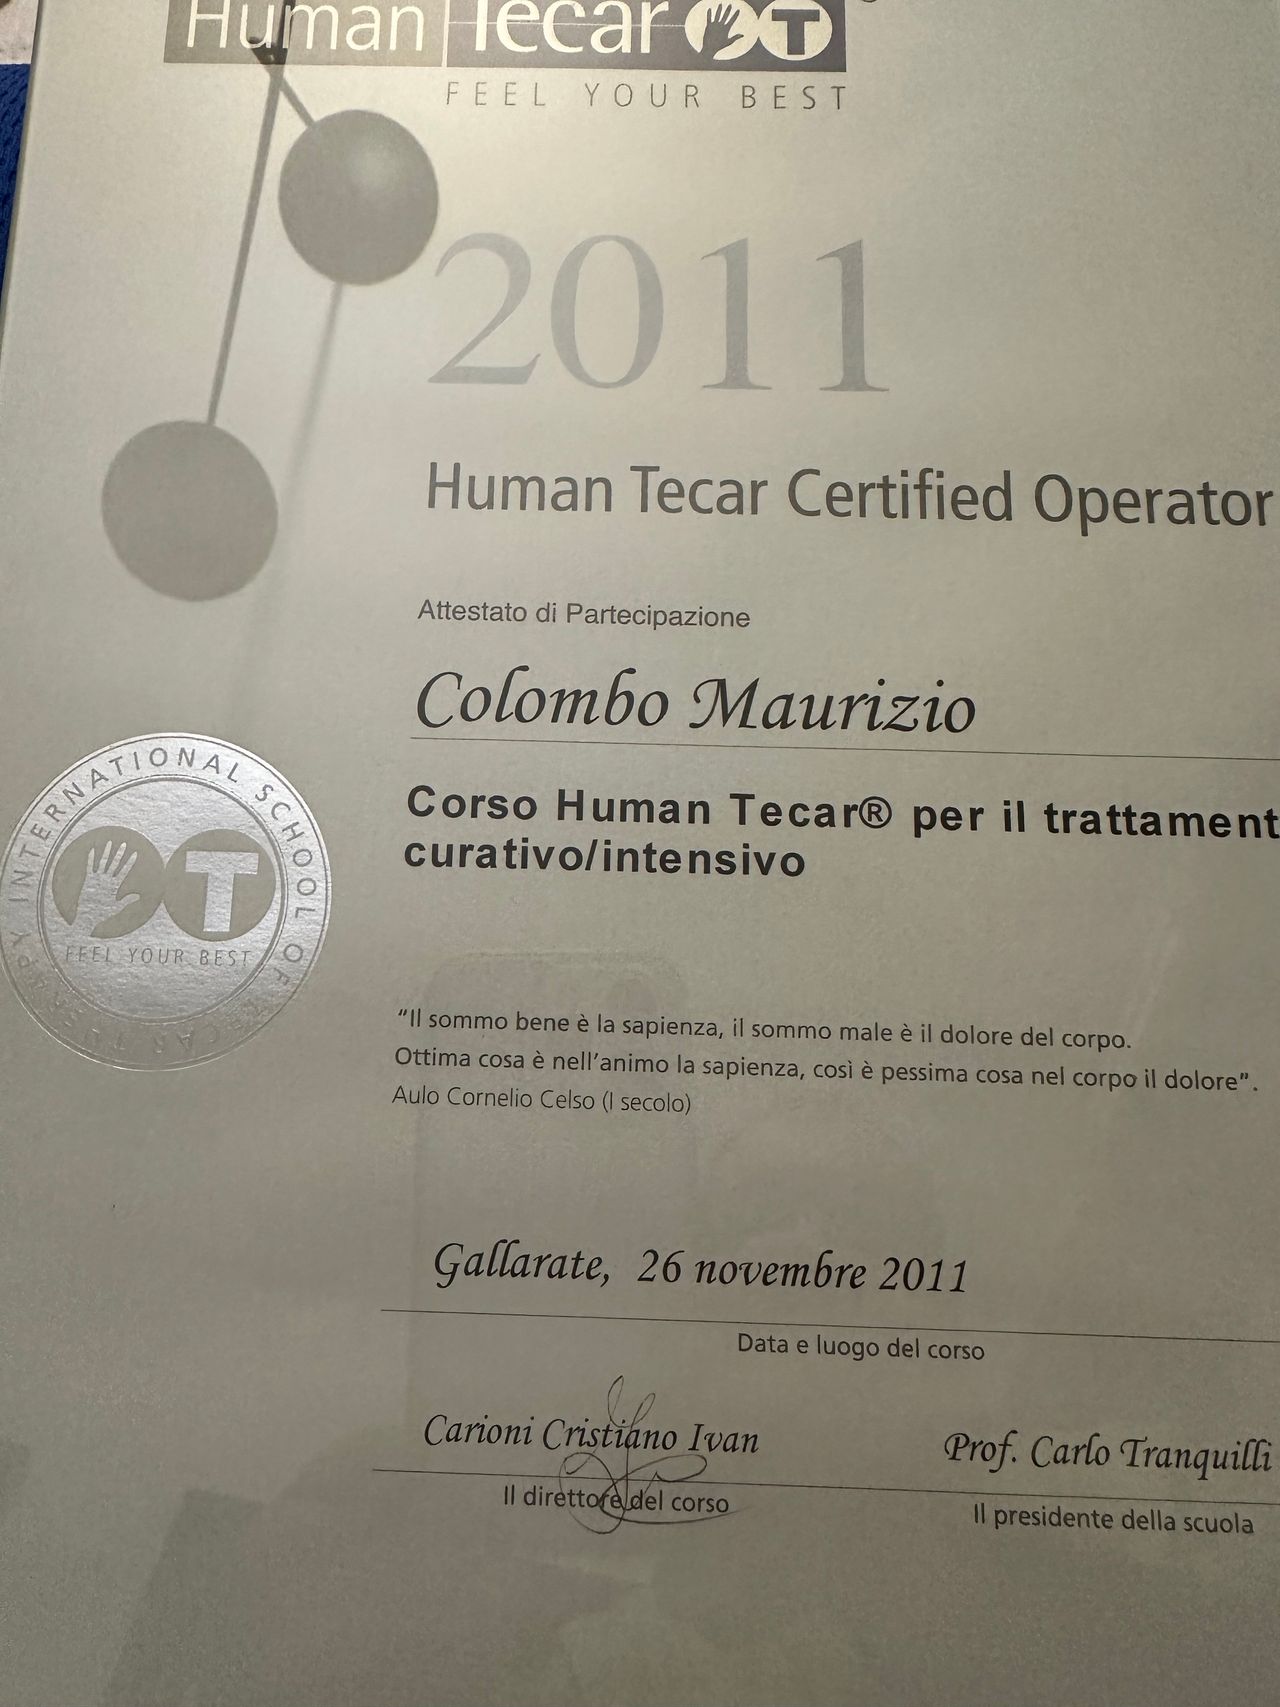 Human Tecar T
FEEL YOUR BEST
2011
Human Tecar Certified Operator
Attestato di Partecipazione
Colombo Maurizio
Corso Human Tecar® per il trattament
curativo/intensivo
INTERNATIONAL SCHOOL OF TECAR THERAPY
T
FEEL YOUR BEST
“Il sommo bene è la sapienza, il sommo male è il dolore del corpo.
Ottima cosa è nell’animo la sapienza, così è pessima cosa nel corpo il dolore”.
Aulo Cornelio Celso (I secolo)
Gallarate, 26 novembre 2011
Data e luogo del corso
Carioni Cristiano Ivan
Il direttore del corso
Prof. Carlo Tranquilli
Il presidente della scuola